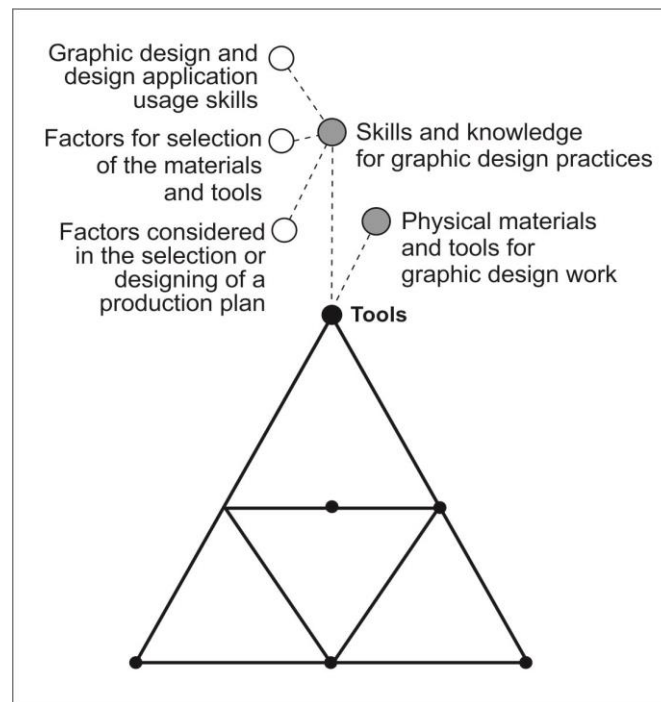 Graphic design and
design application
usage skills
Factors for selection
of the materials
and tools
Factors considered
in the selection or
designing of a
production plan
Skills and knowledge
for graphic design practices
Physical materials
and tools for
graphic design work
Tools